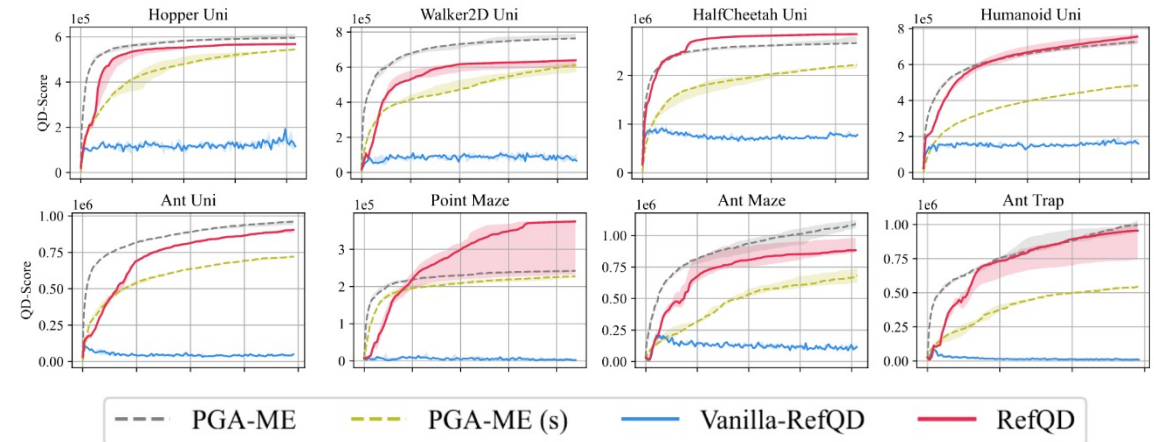 Hopper Uni
Walker2D Uni
HalfCheetah Uni
Humanoid Uni
1e5
1e5
1e6
1e5
QD-Score
6
4
2
0
8
6
4
2
0
2
1
0
8
6
4
2
0
Ant Uni
Point Maze
Ant Maze
Ant Trap
1e6
1e5
1e6
1e6
QD-Score
1.00
0.75
0.50
0.25
0.00
3
2
1
0
1.00
0.75
0.50
0.25
0.00
1.00
0.75
0.50
0.25
0.00
PGA-ME PGA-ME (s) Vanilla-RefQD RefQD